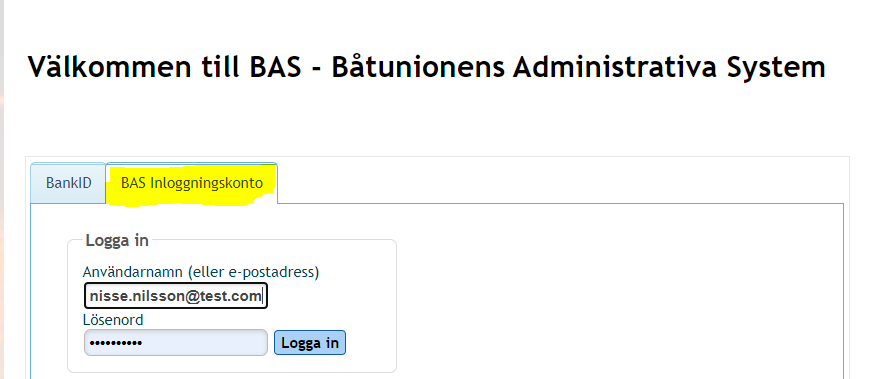 Välkommen till BAS - Båtunionens Administrativa System
BankID
BAS Inloggningskonto
Logga in
Användarnamn (eller e-postadress)
nisse.nilsson@test.com
Lösenord
••••••••••
Logga in